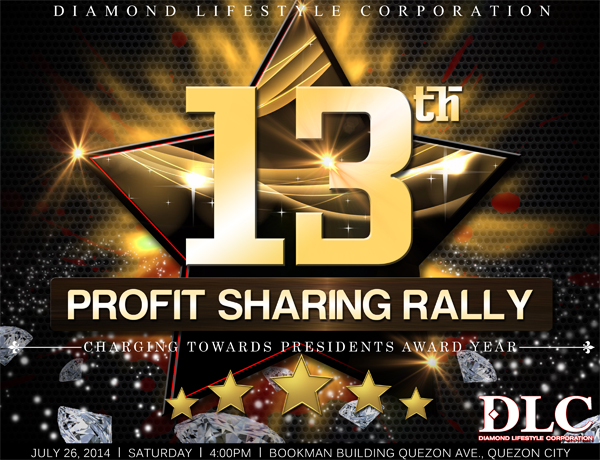 DIAMOND LIFESTYLE CORPORATION
13th
PROFIT SHARING RALLY
CHARGING TOWARDS PRESIDENTS AWARD YEAR
DLC
DIAMOND LIFESTYLE CORPORATION
JULY 26, 2014 | SATURDAY | 4:00PM | BOOKMAN BUILDING QUEZON AVE., QUEZON CITY